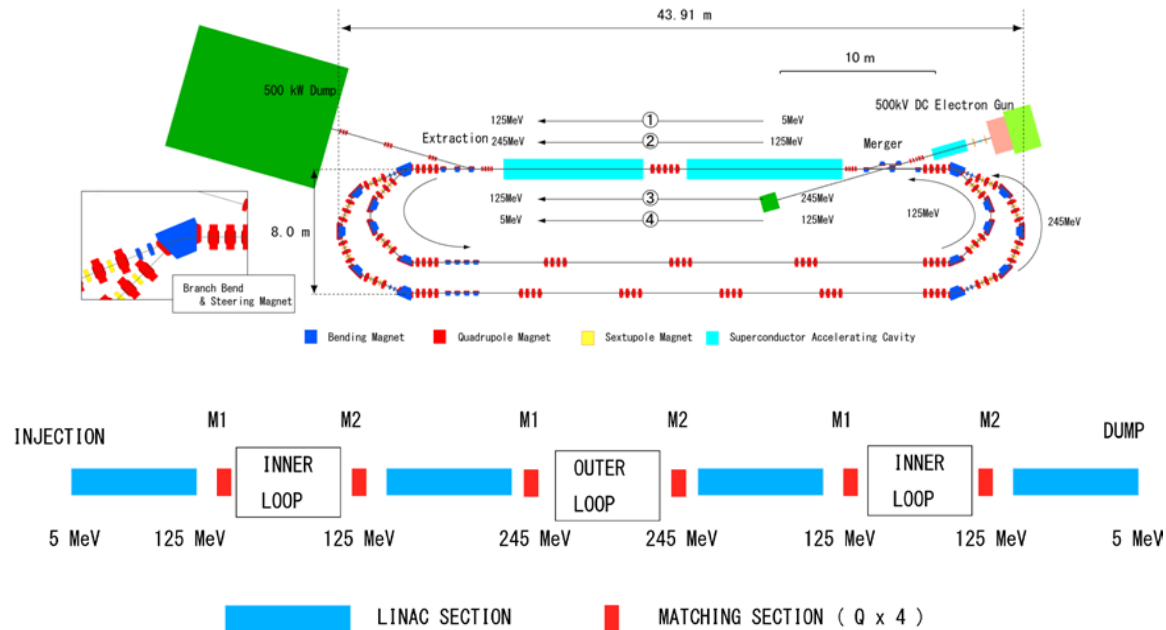 43.91 m
10 m
500 kW Dump
500kV DC Electron Gun
125MeV ① 5MeV
Extraction
245MeV ② 125MeV
Merger
125MeV ③ 245MeV
5MeV ④ 125MeV
125MeV
245MeV
8.0 m
Branch Bend
& Steering Magnet
Bending Magnet Quadrupole Magnet Sextupole Magnet Superconductor Accelerating Cavity
M1 M2 M1 M2 M1 M2
INJECTION DUMP
INNER OUTER INNER
LOOP LOOP LOOP
5 MeV 125 MeV 125 MeV 245 MeV 245 MeV 125 MeV 125 MeV 5 MeV
LINAC SECTION MATCHING SECTION ( Q x 4 )